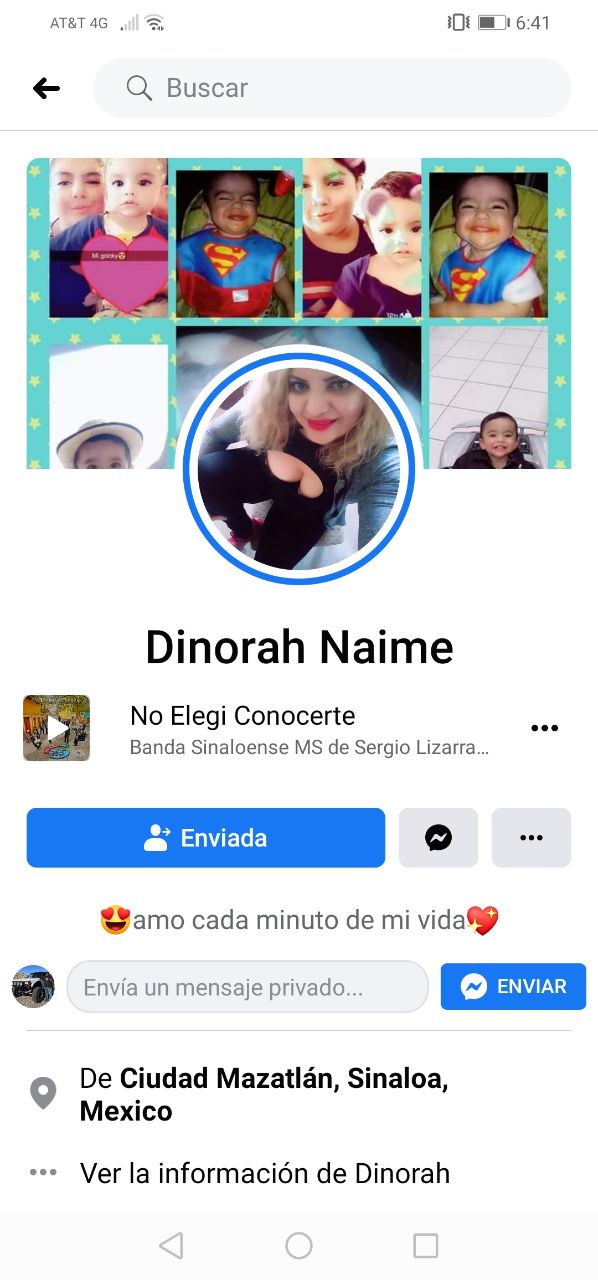 AT&T 4G 6:41
Buscar
Mi goicky😍
Dinorah Naime
No Elegi Conocerte
Banda Sinaloense MS de Sergio Lizarra...
Enviada
😍amo cada minuto de mi vida💖
Envía un mensaje privado...
ENVIAR
De Ciudad Mazatlán, Sinaloa,
Mexico
Ver la información de Dinorah